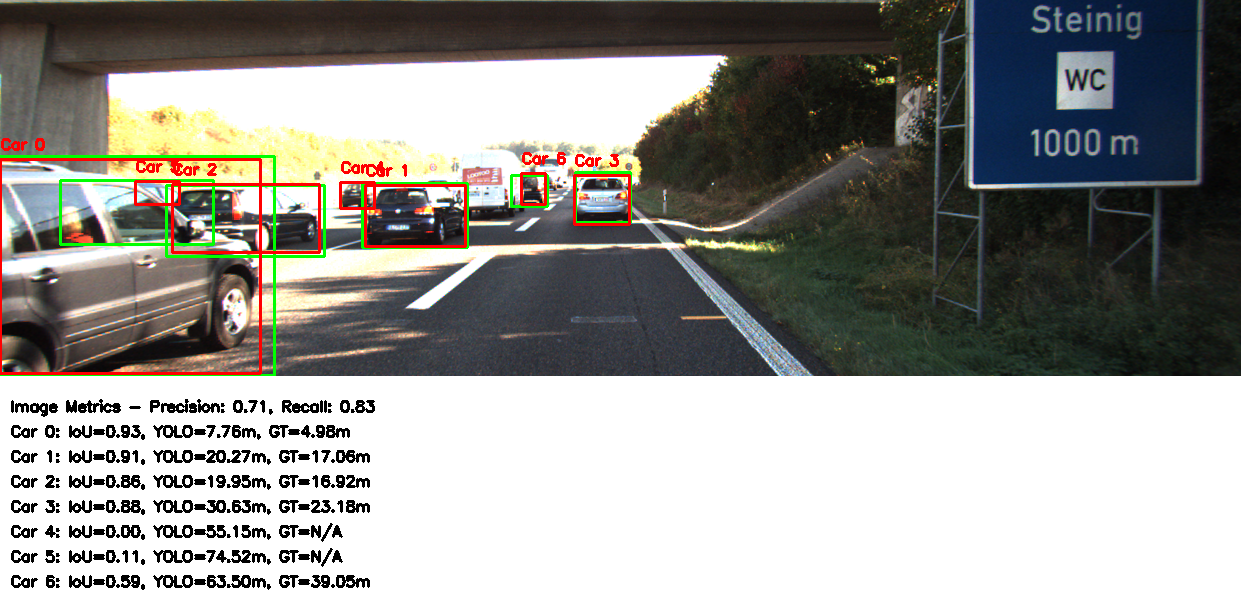 Steinig
WC
1000 m
Car 0
Car 5
Car 2
Car 4
Car 1
Car 6
Car 3
Image Metrics - Precision: 0.71, Recall: 0.83
Car 0: IoU=0.93, YOLO=7.76m, GT=4.98m
Car 1: IoU=0.91, YOLO=20.27m, GT=17.06m
Car 2: IoU=0.86, YOLO=19.95m, GT=16.92m
Car 3: IoU=0.88, YOLO=30.63m, GT=23.18m
Car 4: IoU=0.00, YOLO=55.15m, GT=N/A
Car 5: IoU=0.11, YOLO=74.52m, GT=N/A
Car 6: IoU=0.59, YOLO=63.50m, GT=39.05m